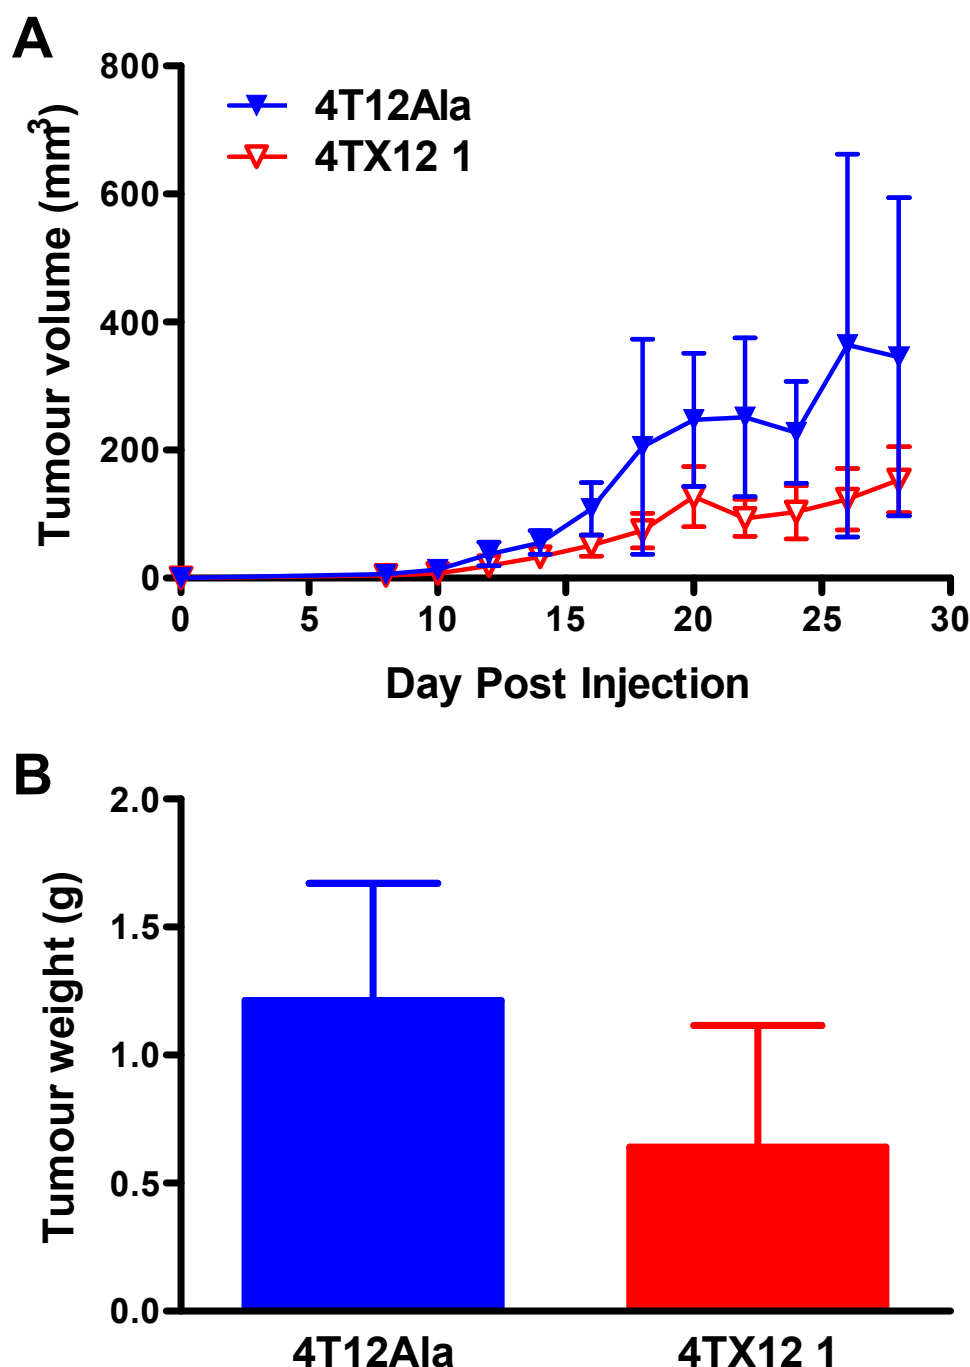 A
800
600
400
200
0
Tumour volume (mm³)
4T12Ala
4TX12 1
0 5 10 15 20 25 30
Day Post Injection
B
2.0
1.5
1.0
0.5
0.0
Tumour weight (g)
4T12Ala 4TX12 1